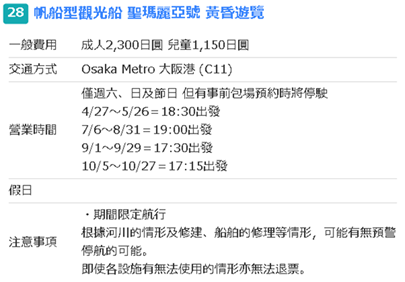 28 帆船型觀光船 聖瑪麗亞號 黃昏遊覽
一般費用 成人2,300日圓 兒童1,150日圓
交通方式 Osaka Metro 大阪港 (C11)
僅週六、日及節日 但有事前包場預約時將停駛
4/27～5/26＝18:30出發
營業時間 7/6～8/31＝19:00出發
9/1～9/29＝17:30出發
10/5～10/27＝17:15出發
假日
・期間限定航行
注意事項 根據河川的情形及修建、船舶的修理等情形，可能有無預警
停航的可能。
即使各設施有無法使用的情形亦無法退票。